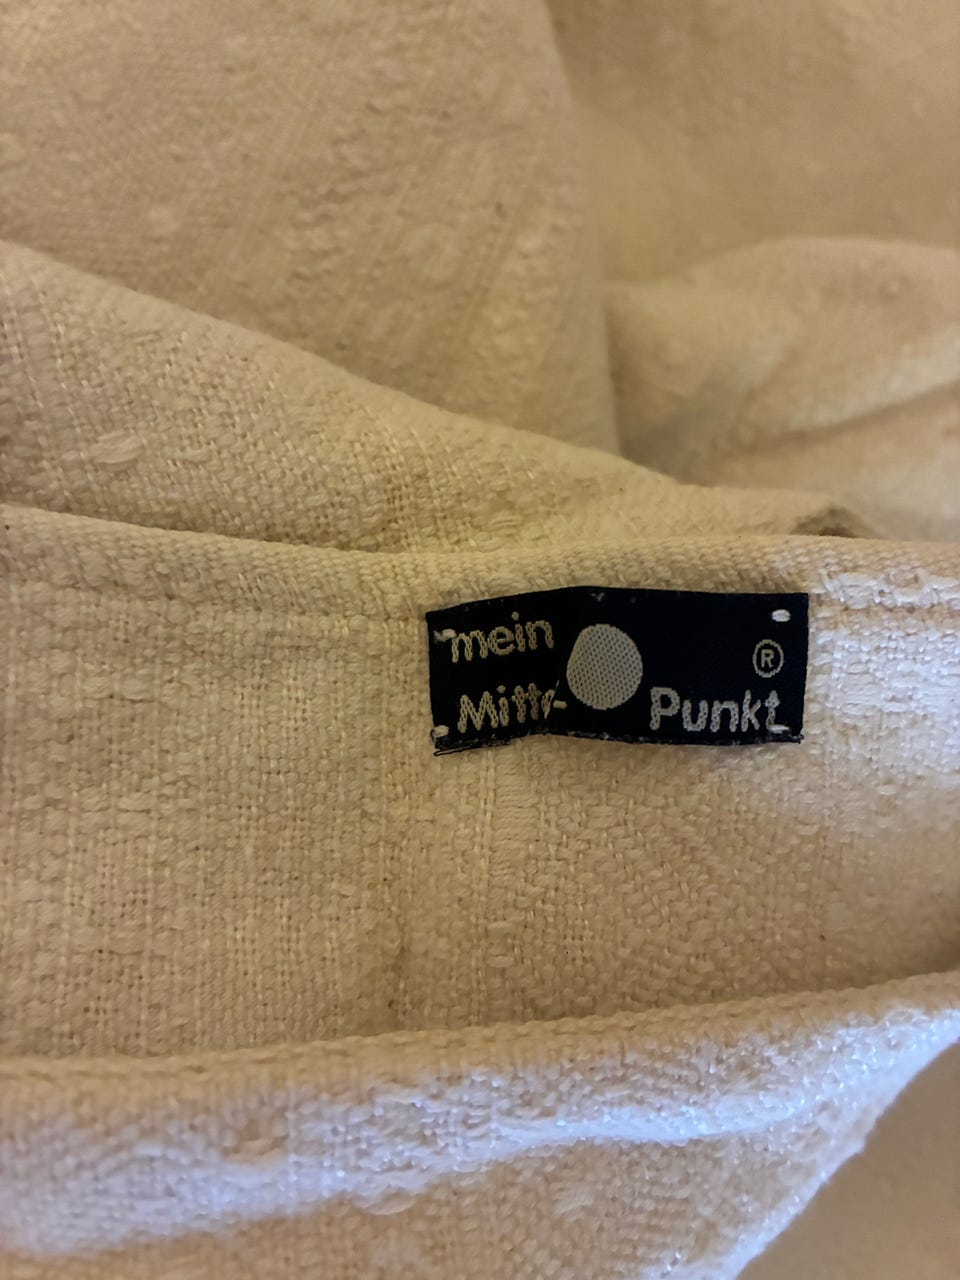 mein ®
Mitte- Punkt